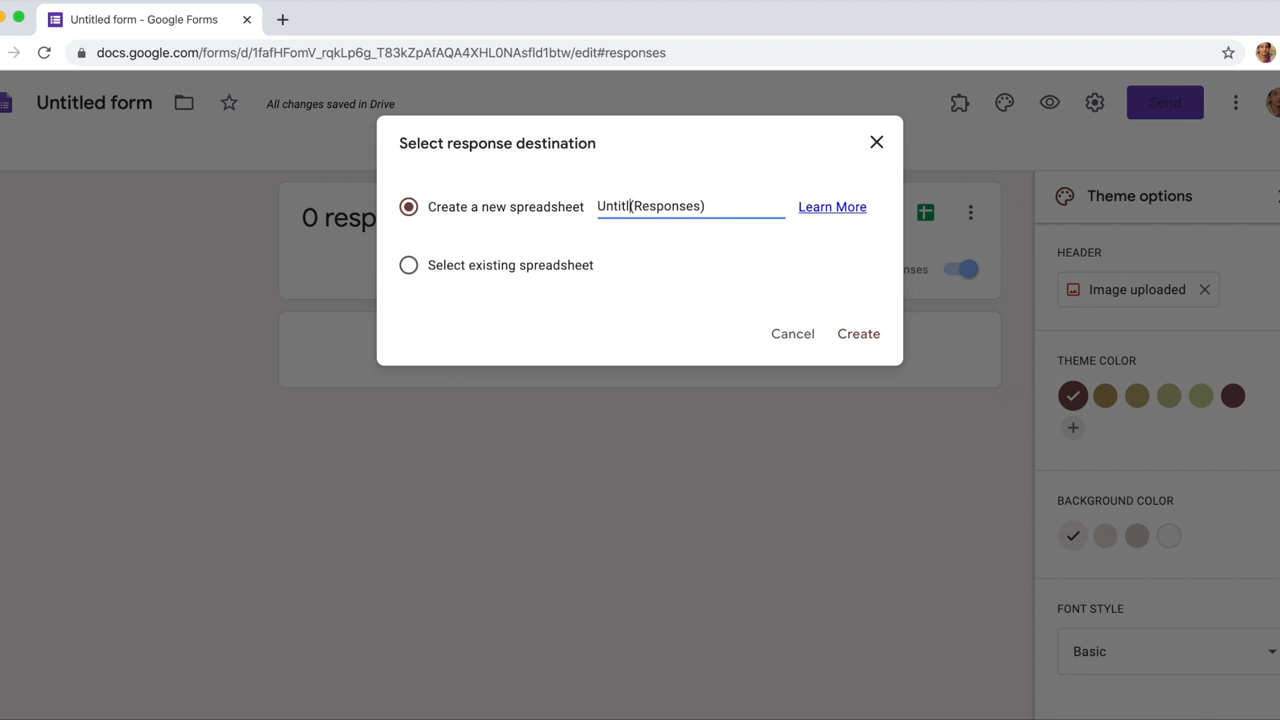 Untitled form - Google Forms
docs.google.com/forms/d/1fafHFomV_rqkLp6g_T83kZpAfAQA4XHL0NAsfld1btw/edit#responses
Untitled form
All changes saved in Drive
Send
Select response destination
Create a new spreadsheet
Untitl(Responses)
Learn More
Select existing spreadsheet
Cancel
Create
0 resp
nses
Theme options
HEADER
Image uploaded
THEME COLOR
BACKGROUND COLOR
FONT STYLE
Basic